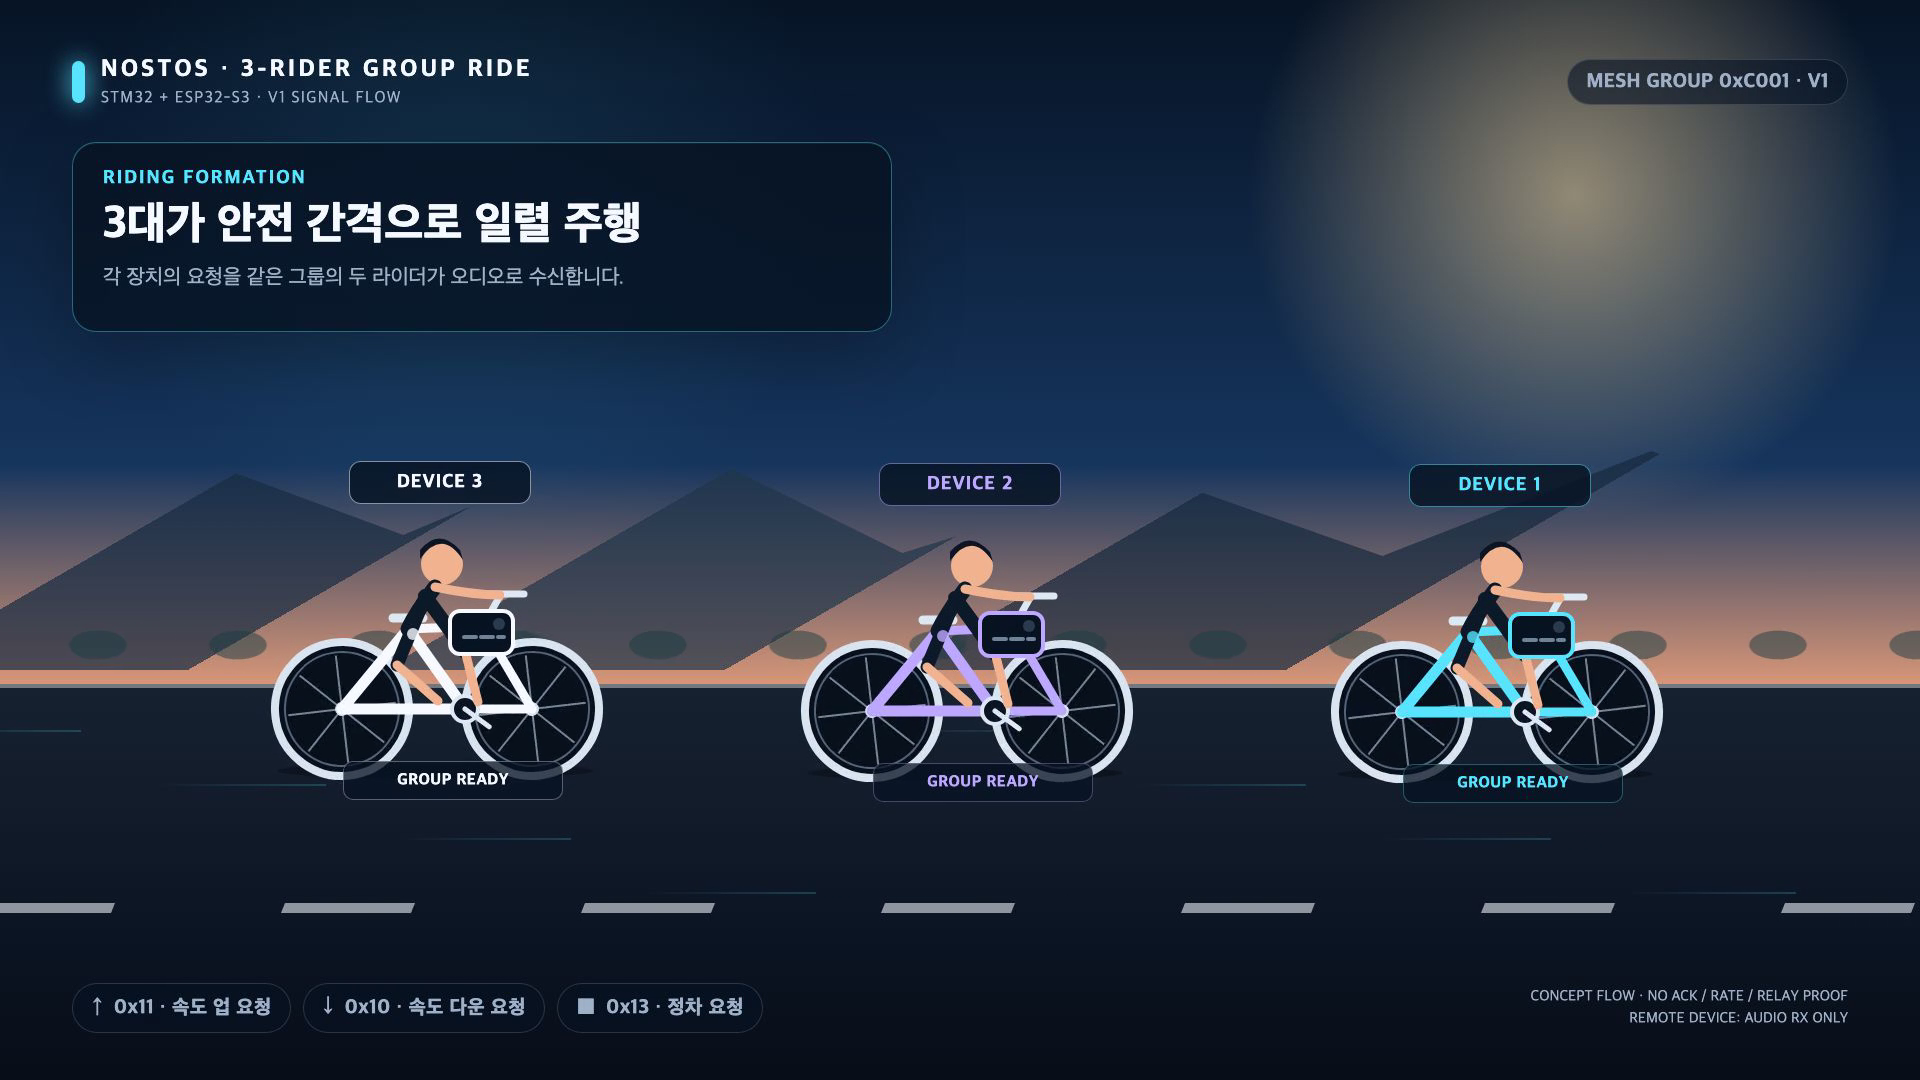 NOSTOS · 3-RIDER GROUP RIDE
STM32 + ESP32-S3 · V1 SIGNAL FLOW
MESH GROUP 0xC001 · V1
RIDING FORMATION
3대가 안전 간격으로 일렬 주행
각 장치의 요청을 같은 그룹의 두 라이더가 오디오로 수신합니다.
DEVICE 3
DEVICE 2
DEVICE 1
GROUP READY
GROUP READY
GROUP READY
↑ 0x11 · 속도 업 요청
↓ 0x10 · 속도 다운 요청
■ 0x13 · 정차 요청
CONCEPT FLOW · NO ACK / RATE / RELAY PROOF
REMOTE DEVICE: AUDIO RX ONLY